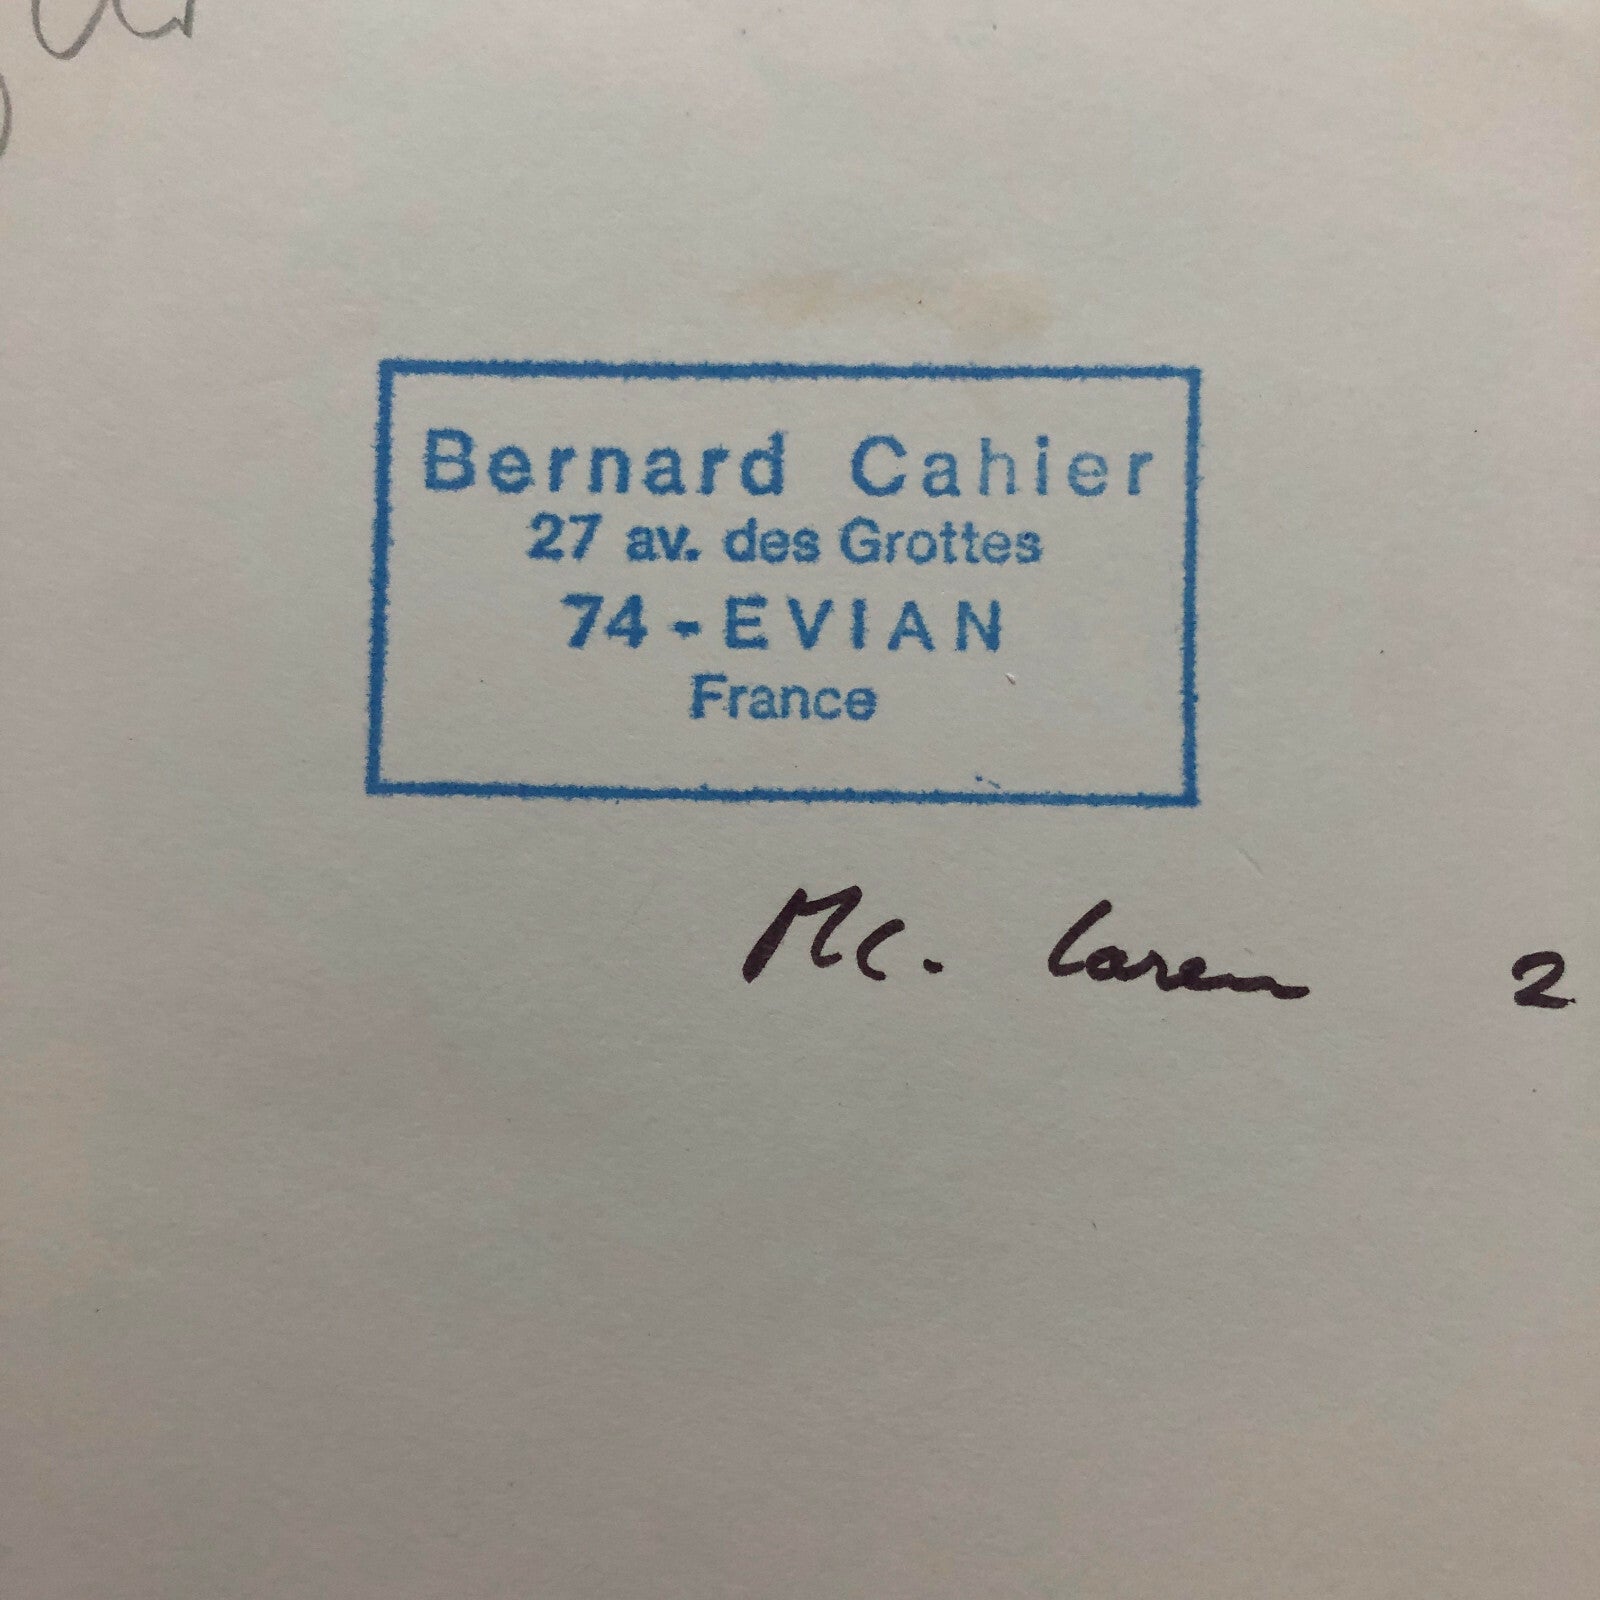 Bernard Cahier
27 av. des Grottes
74 - EVIAN
France
Mc. Laren 2